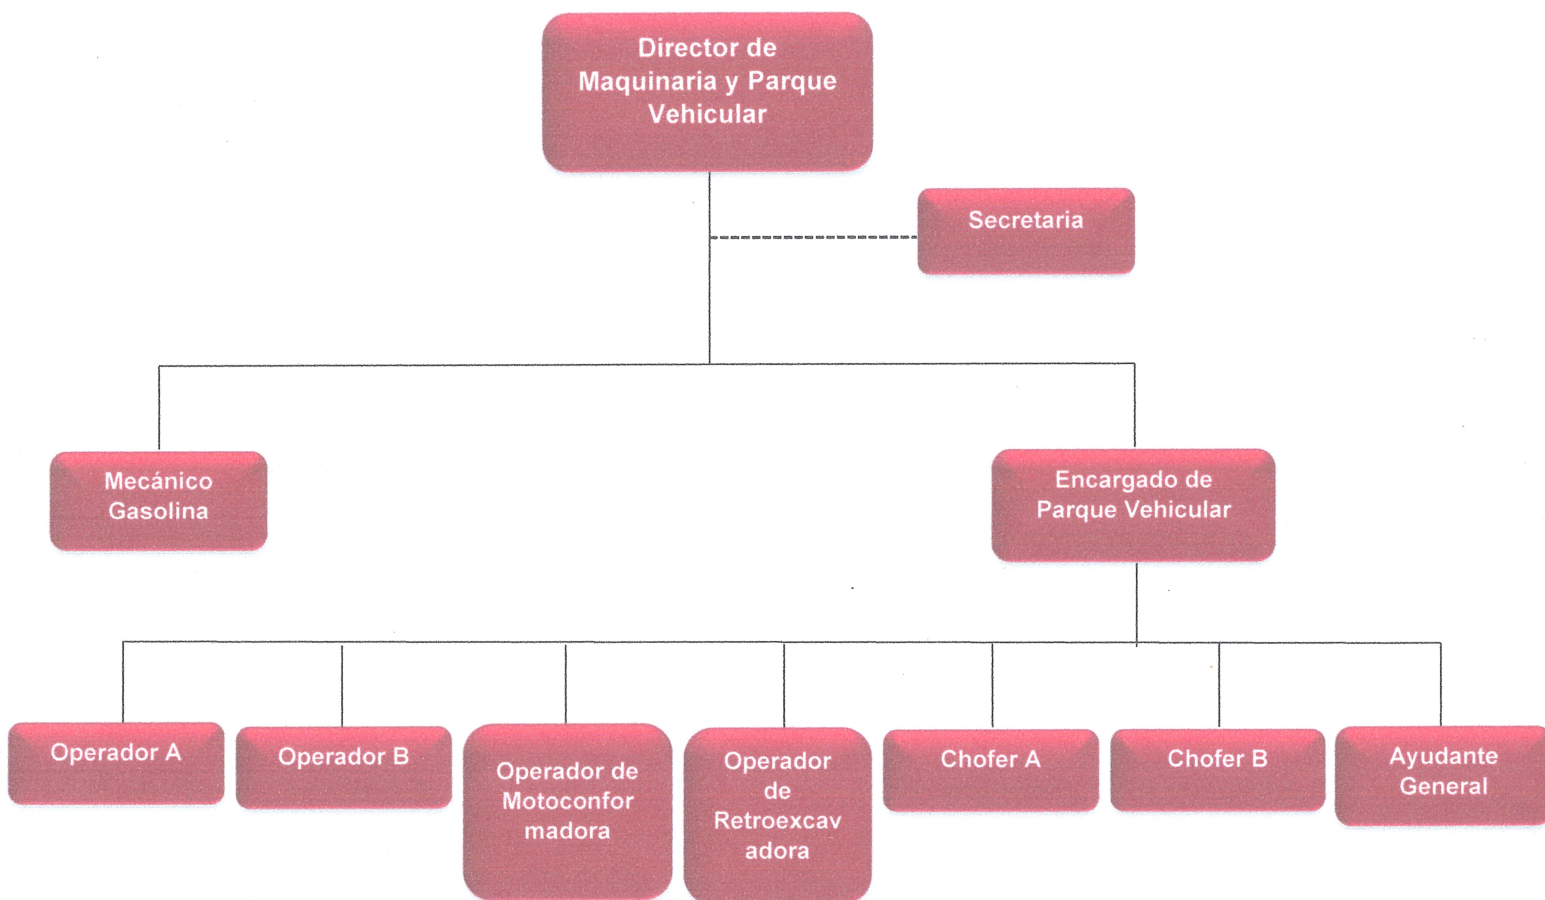 Director de
Maquinaria y Parque
Vehicular
Secretaria
Mecánico
Gasolina
Encargado de
Parque Vehicular
Operador A
Operador B
Operador de
Motoconfor
madora
Operador
de
Retroexcav
adora
Chofer A
Chofer B
Ayudante
General